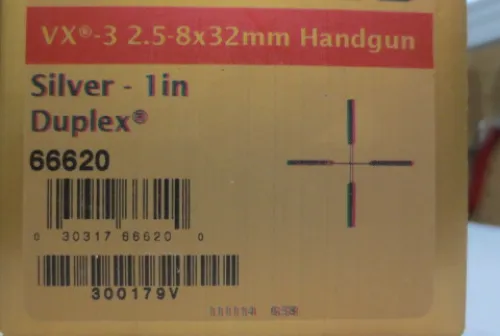 VX®-3 2.5-8x32mm Handgun
Silver - 1in
Duplex®
66620
0 30317 66620 0
300179V